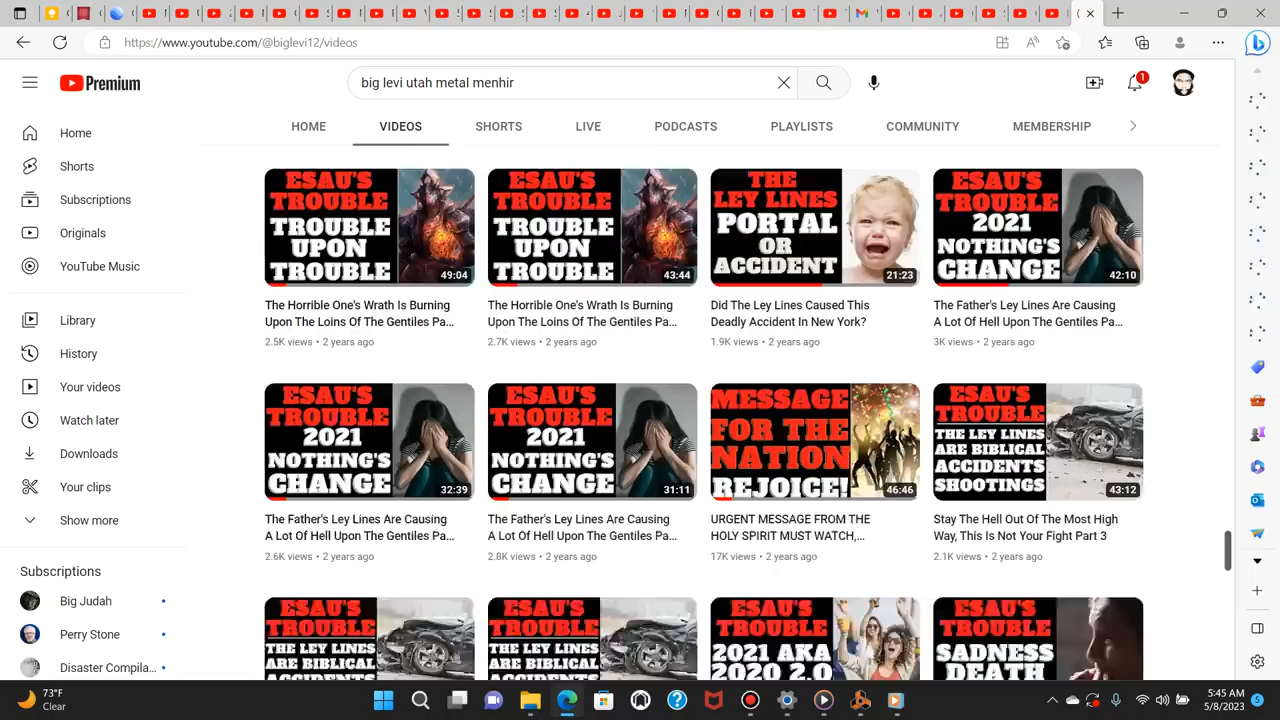 https://www.youtube.com/@biglevi12/videos
Premium
big levi utah metal menhir
1
HOME VIDEOS SHORTS LIVE PODCASTS PLAYLISTS COMMUNITY MEMBERSHIP
Home
Shorts
Subscriptions
Originals
YouTube Music
Library
History
Your videos
Watch later
Downloads
Your clips
Show more
Subscriptions
Big Judah
Perry Stone
Disaster Compila...
ESAU'S
TROUBLE
TROUBLE
UPON
TROUBLE
49:04
The Horrible One's Wrath Is Burning
Upon The Loins Of The Gentiles Pa...
2.5K views • 2 years ago
ESAU'S
TROUBLE
TROUBLE
UPON
TROUBLE
43:44
The Horrible One's Wrath Is Burning
Upon The Loins Of The Gentiles Pa...
2.7K views • 2 years ago
THE
LEY LINES
PORTAL
OR
ACCIDENT
21:23
Did The Ley Lines Caused This
Deadly Accident In New York?
1.9K views • 2 years ago
ESAU'S
TROUBLE
2021
NOTHING'S
CHANGE
42:10
The Father's Ley Lines Are Causing
A Lot Of Hell Upon The Gentiles Pa...
3K views • 2 years ago
ESAU'S
TROUBLE
2021
NOTHING'S
CHANGE
32:39
The Father's Ley Lines Are Causing
A Lot Of Hell Upon The Gentiles Pa...
2.6K views • 2 years ago
ESAU'S
TROUBLE
2021
NOTHING'S
CHANGE
31:11
The Father's Ley Lines Are Causing
A Lot Of Hell Upon The Gentiles Pa...
2.8K views • 2 years ago
MESSAGE
FOR THE
NATION
REJOICE!
46:46
URGENT MESSAGE FROM THE
HOLY SPIRIT MUST WATCH,...
17K views • 2 years ago
ESAU'S
TROUBLE
THE LEY LINES
ARE BIBLICAL
ACCIDENTS
SHOOTINGS
43:12
Stay The Hell Out Of The Most High
Way, This Is Not Your Fight Part 3
2.1K views • 2 years ago
ESAU'S
TROUBLE
THE LEY LINES
ARE BIBLICAL
ACCIDENTS
ESAU'S
TROUBLE
THE LEY LINES
ARE BIBLICAL
ACCIDENTS
ESAU'S
TROUBLE
2021 AKA
2020 2.0
ESAU'S
TROUBLE
SADNESS
DEATH
73°F
Clear
5:45 AM
5/8/2023
5